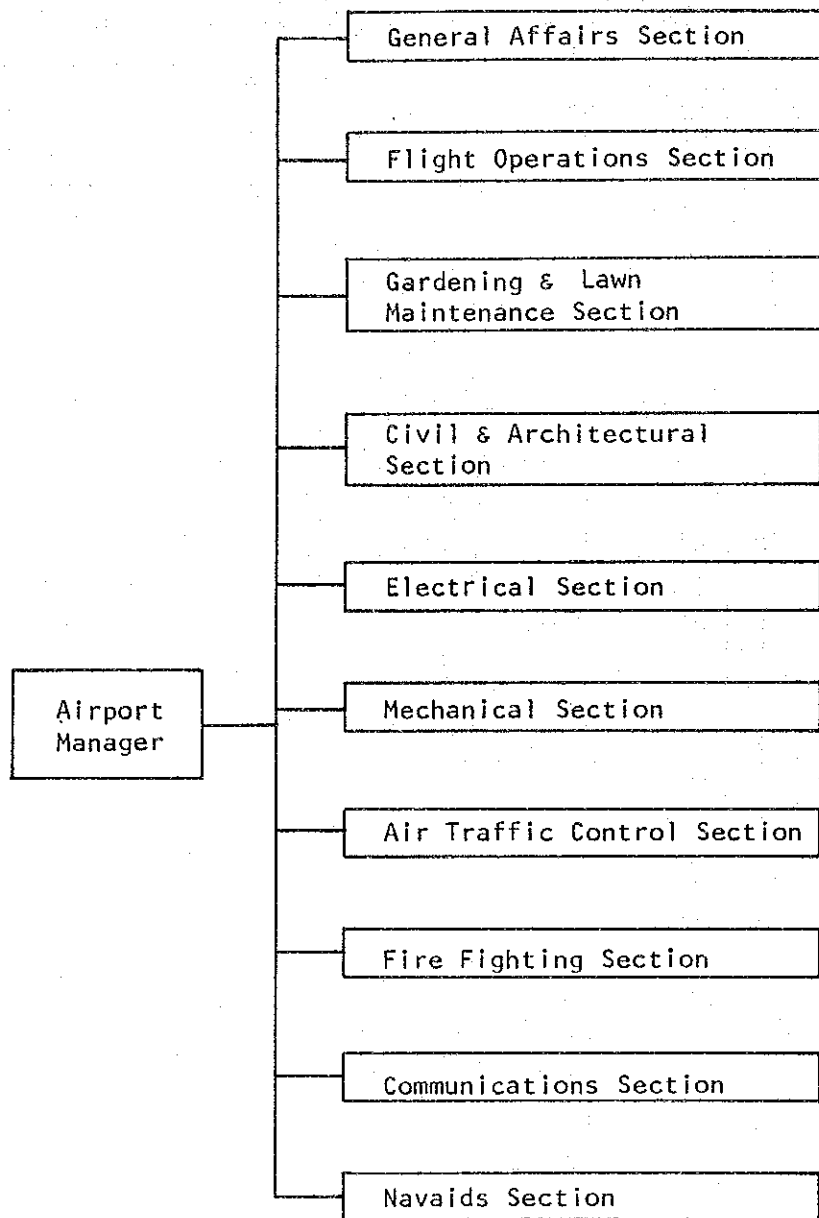 General Affairs Section
Flight Operations Section
Gardening & Lawn
Maintenance Section
Civil & Architectural
Section
Electrical Section
Airport
Manager
Mechanical Section
Air Traffic Control Section
Fire Fighting Section
Communications Section
Navaids Section